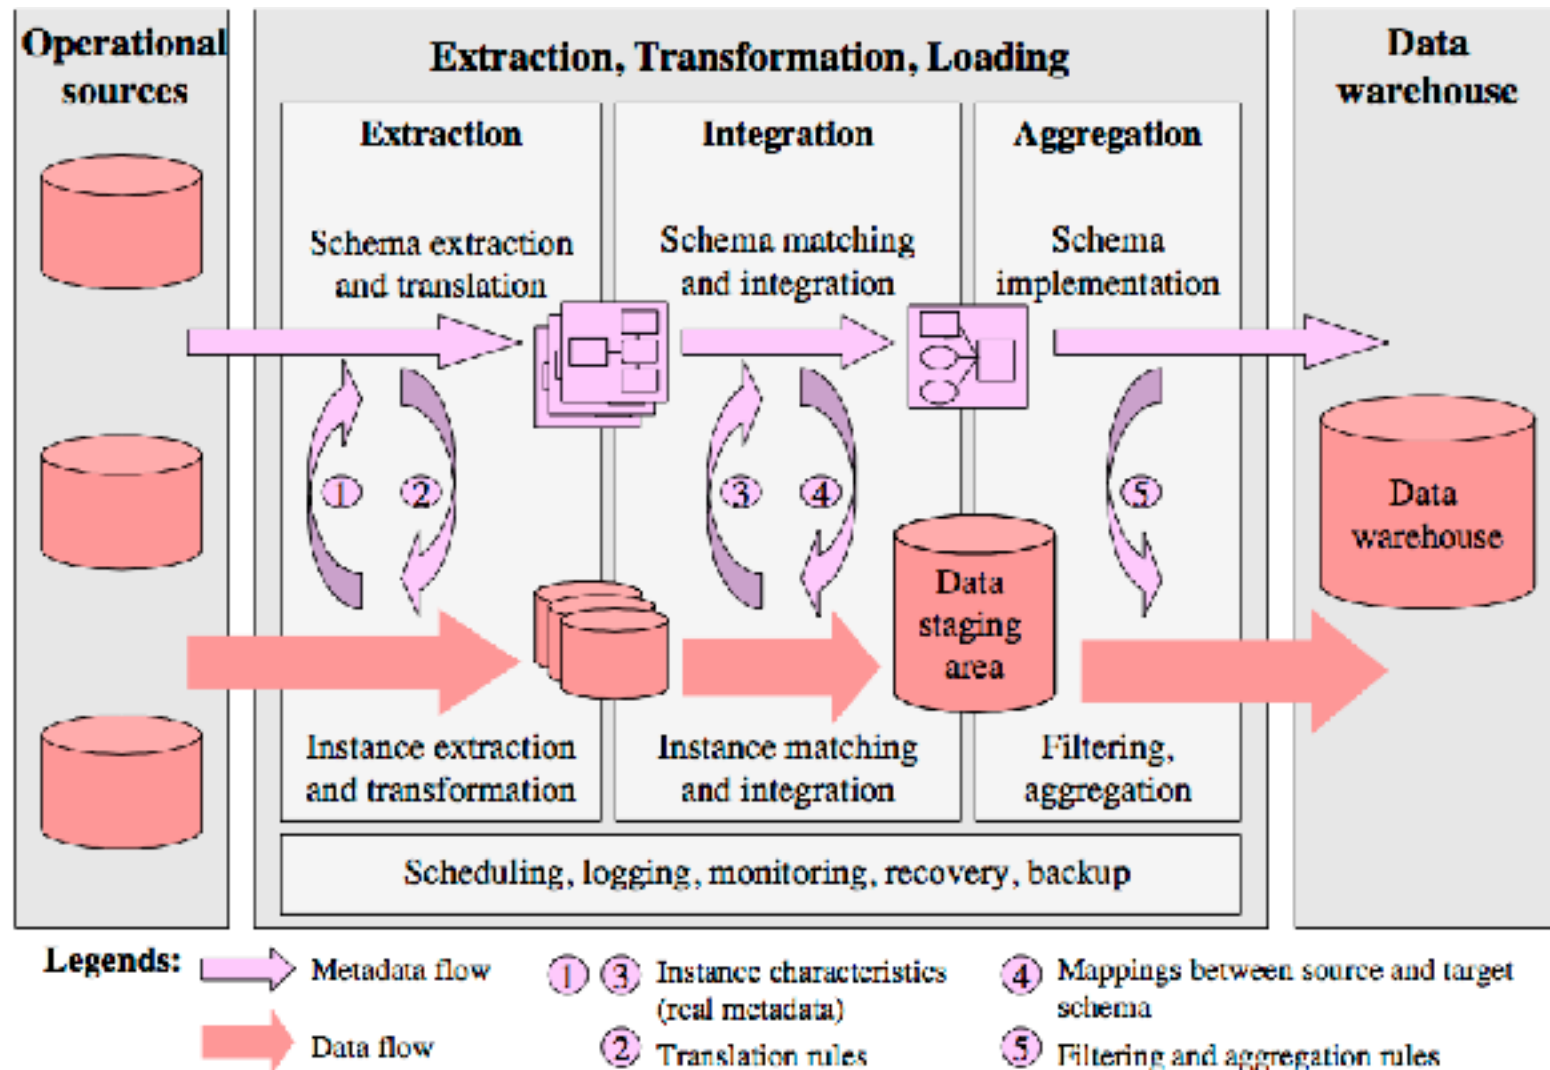 Operational
sources
Extraction, Transformation, Loading
Data
warehouse
Extraction
Integration
Aggregation
Schema extraction
and translation
Schema matching
and integration
Schema
implementation
1
2
3
4
5
Data
warehouse
Data
staging
area
Instance extraction
and transformation
Instance matching
and integration
Filtering,
aggregation
Scheduling, logging, monitoring, recovery, backup
Legends:
Metadata flow
Data flow
1 3 Instance characteristics
(real metadata)
2 Translation rules
4 Mappings between source and target
schema
5 Filtering and aggregation rules